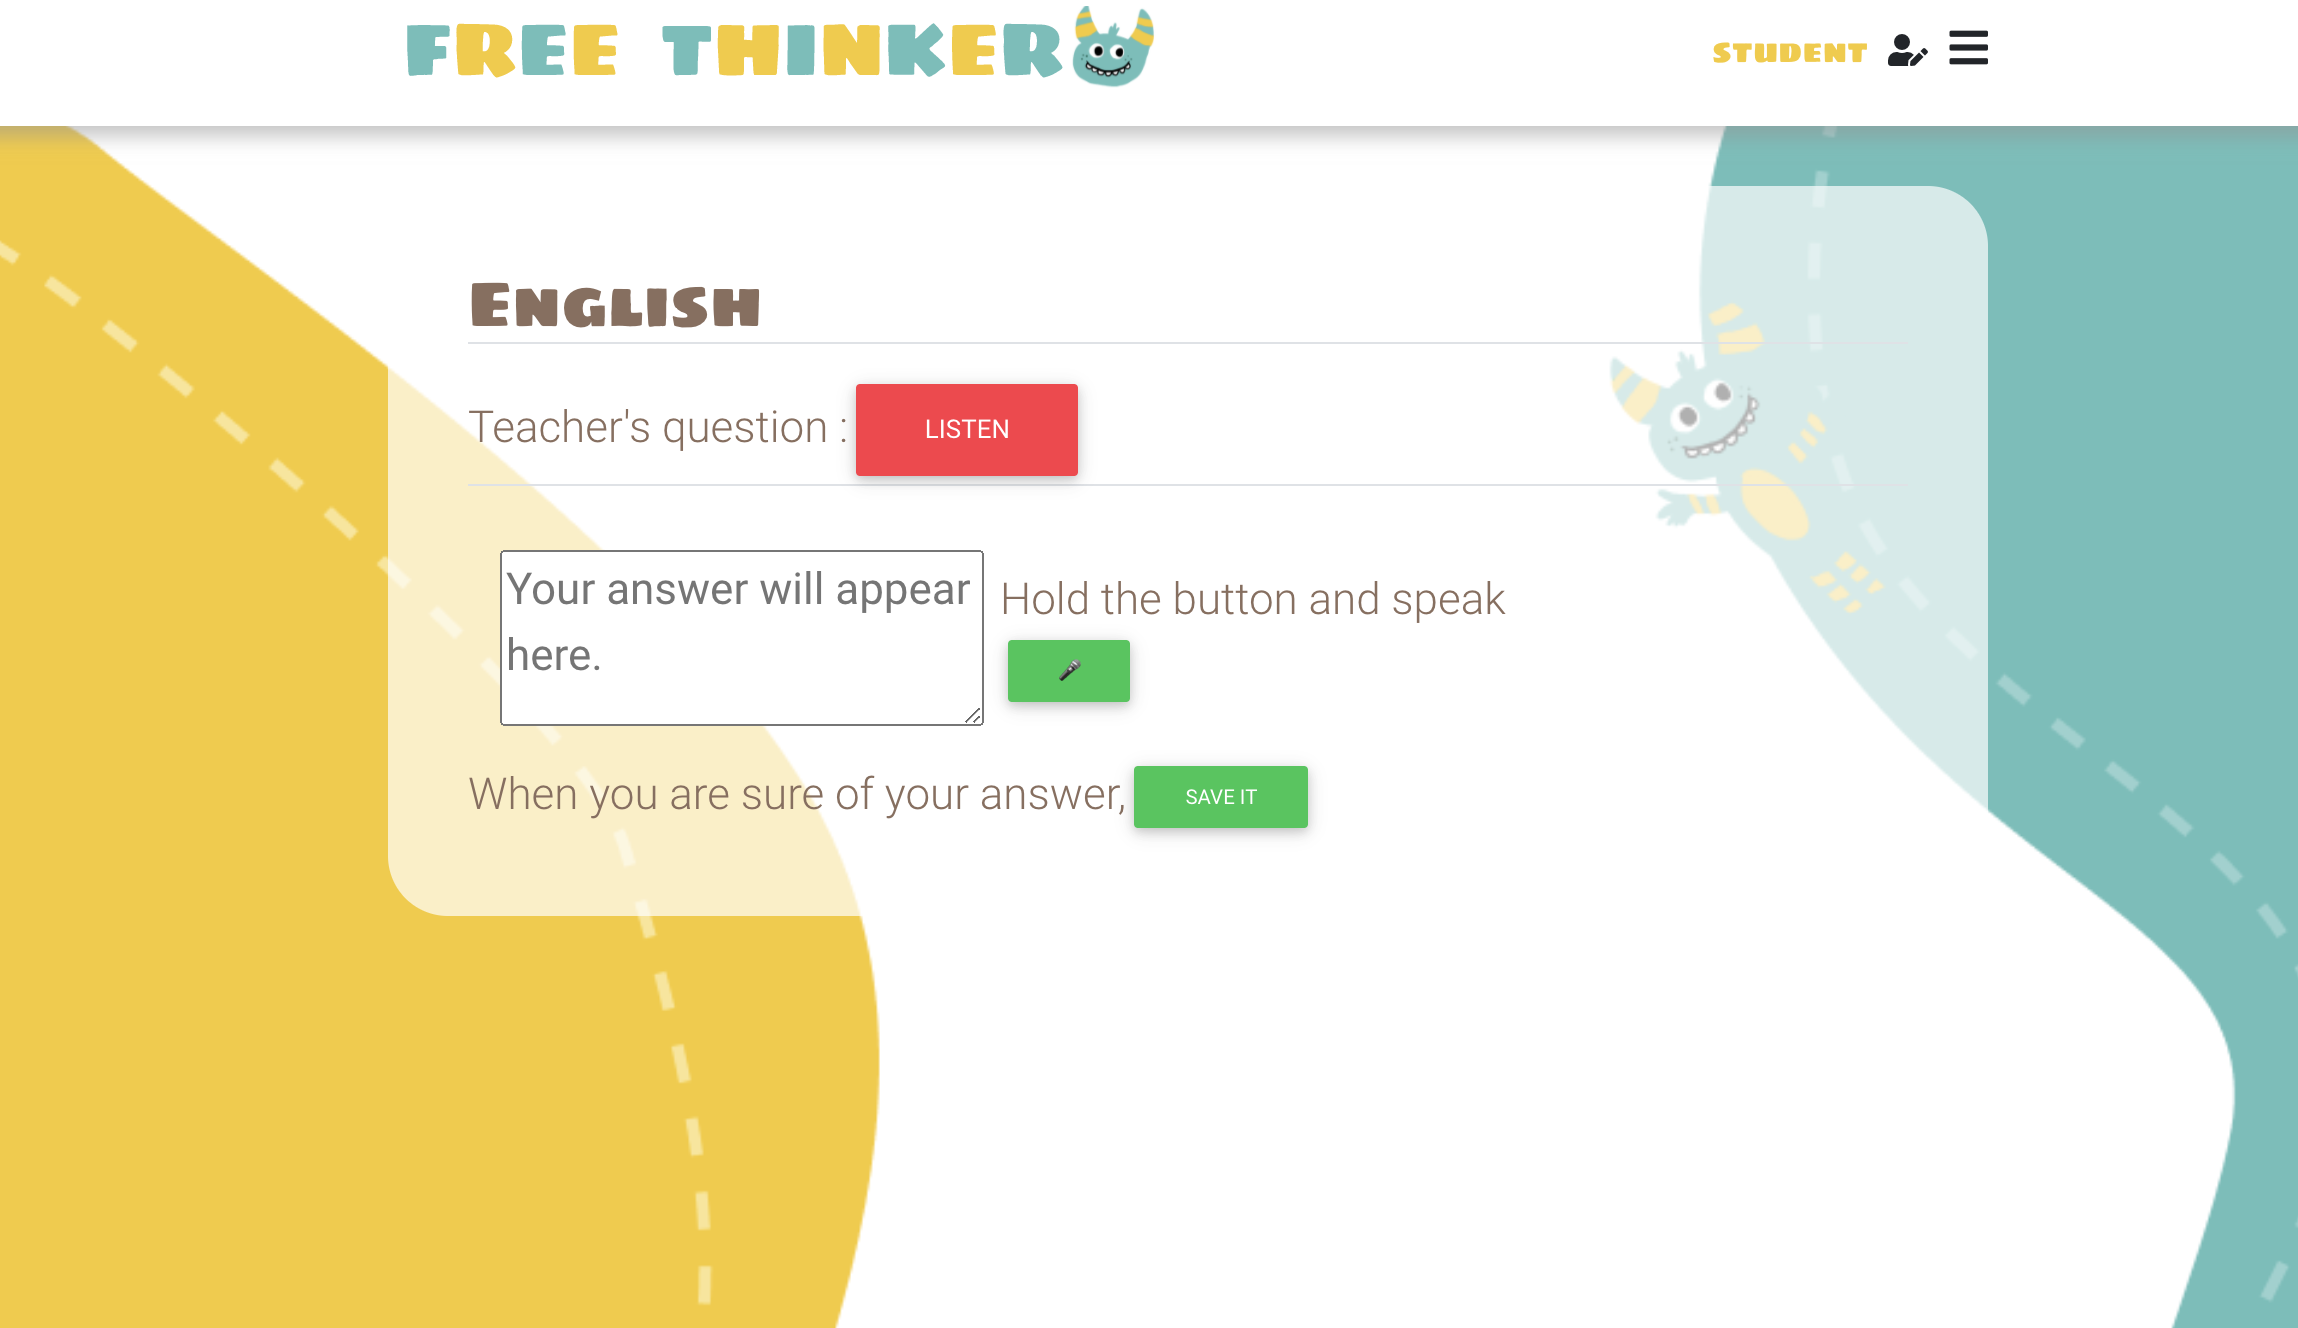 FREE THINKER
STUDENT
ENGLISH
Teacher's question : LISTEN
Your answer will appear
here.
Hold the button and speak
When you are sure of your answer, SAVE IT